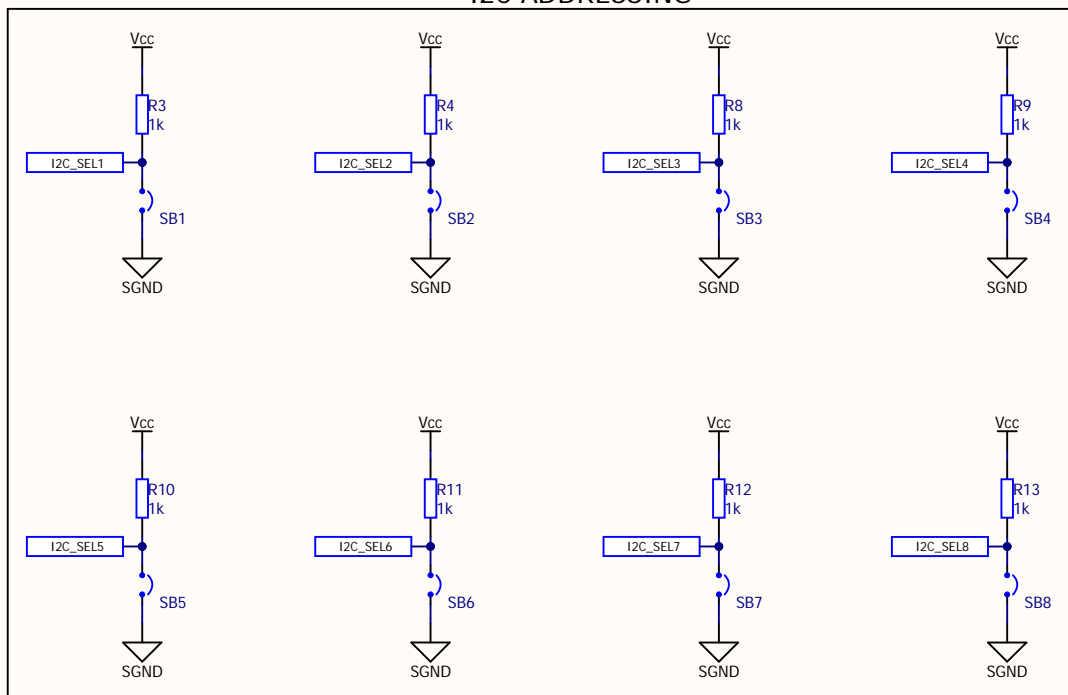 I2C ADDRESSING
Vcc Vcc Vcc Vcc
R3 R4 R8 R9
1k 1k 1k 1k
I2C_SEL1 I2C_SEL2 I2C_SEL3 I2C_SEL4
SB1 SB2 SB3 SB4
SGND SGND SGND SGND
Vcc Vcc Vcc Vcc
R10 R11 R12 R13
1k 1k 1k 1k
I2C_SEL5 I2C_SEL6 I2C_SEL7 I2C_SEL8
SB5 SB6 SB7 SB8
SGND SGND SGND SGND